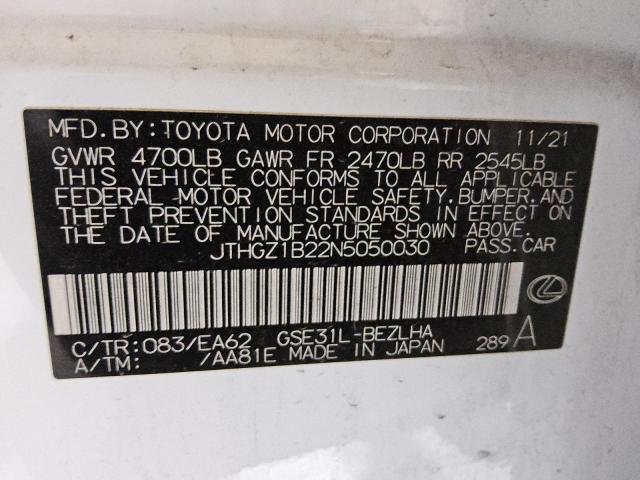 MFD.BY:TOYOTA MOTOR CORPORATION 11/21
GVWR 4700LB GAWR FR 2470LB RR 2545LB
THIS VEHICLE CONFORMS TO ALL APPLICABLE
FEDERAL MOTOR VEHICLE SAFETY,BUMPER,AND
THEFT PREVENTION STANDARDS IN EFFECT ON
THE DATE OF MANUFACTURE SHOWN ABOVE.
JTHGZ1B22N5050030 PASS.CAR
C/TR:083/EA62 GSE31L-BEZLHA
A/TM: /AA81E MADE IN JAPAN 289 A